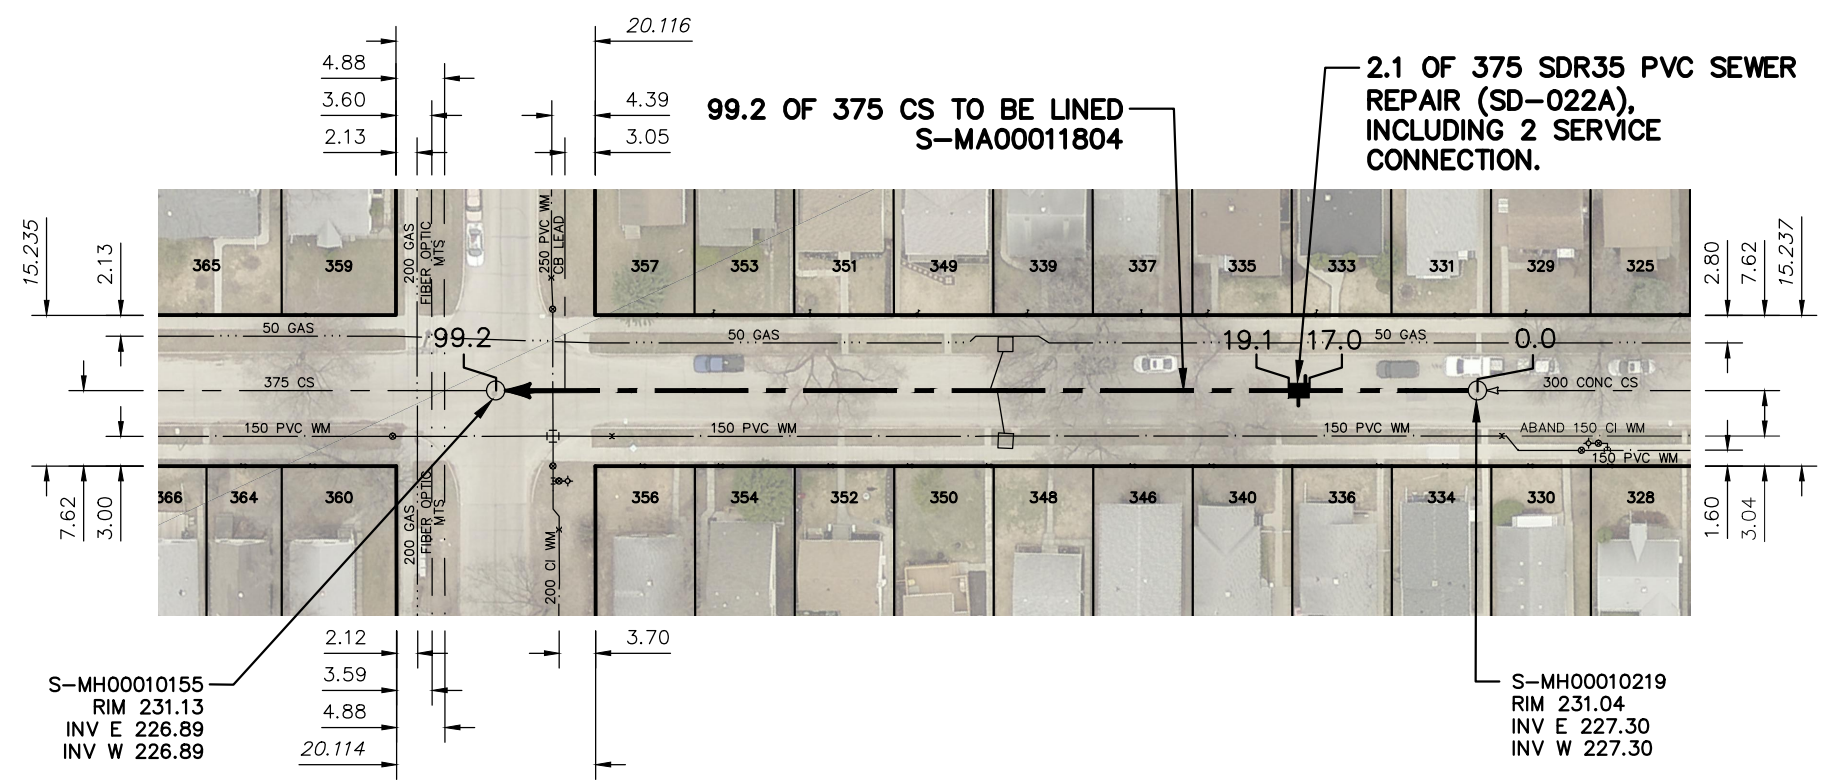 20.116
4.88
3.60
2.13
4.39
3.05
99.2 OF 375 CS TO BE LINED
S-MA00011804
2.1 OF 375 SDR35 PVC SEWER
REPAIR (SD-022A),
INCLUDING 2 SERVICE
CONNECTION.
15.235
2.13
200 GAS
FIBER OPTIC
MTS
250 PVC WM
CB LEAD
365
359
357
353
351
349
339
337
335
333
331
329
325
2.80
7.62
15.237
50 GAS
50 GAS
50 GAS
99.2
19.1
17.0
0.0
375 CS
300 CONC CS
150 PVC WM
150 PVC WM
150 PVC WM
ABAND 150 CI WM
150 PVC WM
366
364
360
356
354
352
350
348
346
340
336
334
330
328
7.62
3.00
200 GAS
FIBER OPTIC
MTS
200 CI WM
1.60
3.04
2.12
3.59
4.88
20.114
3.70
S-MH00010155
RIM 231.13
INV E 226.89
INV W 226.89
S-MH00010219
RIM 231.04
INV E 227.30
INV W 227.30